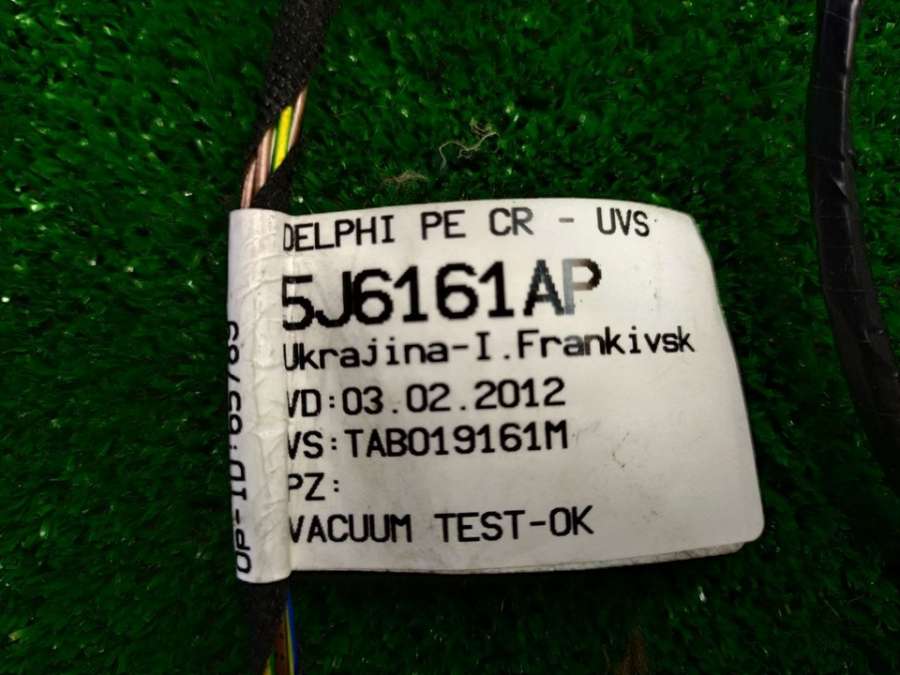 DELPHI PE CR - UVS
5J6161AP
Ukrajina-I.Frankivsk
VD:03.02.2012
VS:TAB019161M
PZ:
VACUUM TEST-OK